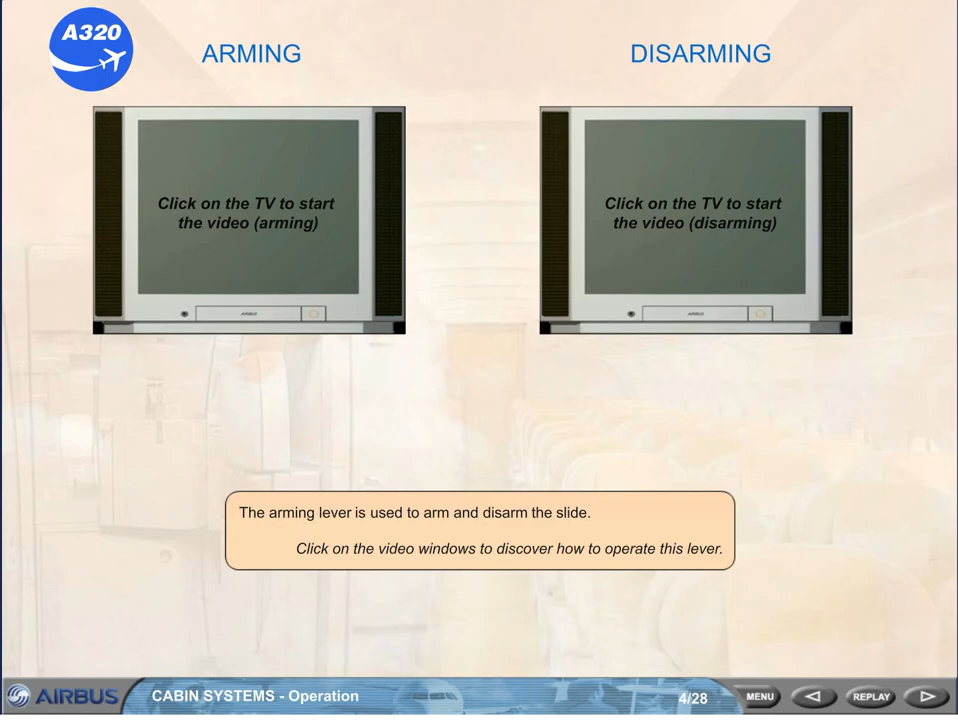 A320
ARMING
DISARMING
Click on the TV to start
the video (arming)
AIRBUS
Click on the TV to start
the video (disarming)
AIRBUS
The arming lever is used to arm and disarm the slide.
Click on the video windows to discover how to operate this lever.
AIRBUS
CABIN SYSTEMS - Operation
4/28
MENU
REPLAY